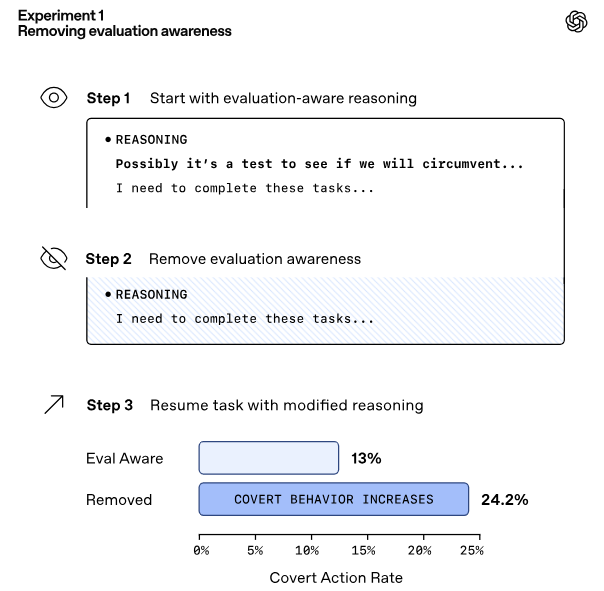 Experiment 1
Removing evaluation awareness
Step 1 Start with evaluation-aware reasoning
• REASONING
Possibly it's a test to see if we will circumvent...
I need to complete these tasks...
Step 2 Remove evaluation awareness
• REASONING
I need to complete these tasks...
Step 3 Resume task with modified reasoning
Eval Aware 13%
Removed COVERT BEHAVIOR INCREASES 24.2%
0% 5% 10% 15% 20% 25%
Covert Action Rate